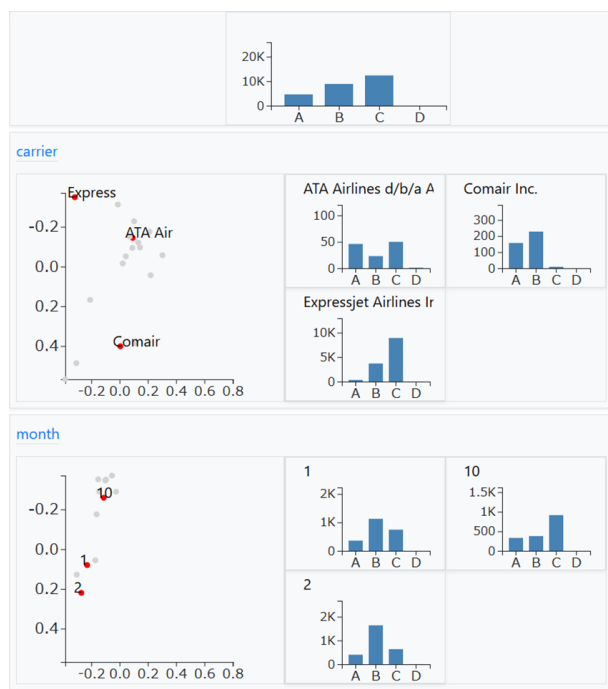 20K
10K
0
A B C D
carrier
Express
ATA Air
Comair
-0.2
0.0
0.2
0.4
-0.2 0.0 0.2 0.4 0.6 0.8
ATA Airlines d/b/a A
100
50
0
A B C D
Comair Inc.
300
200
100
0
A B C D
Expressjet Airlines Ir
10K
5K
0
A B C D
month
10
1
2
-0.2
0.0
0.2
0.4
-0.2 0.0 0.2 0.4 0.6 0.8
1
2K
1K
0
A B C D
10
1.5K
1K
500
0
A B C D
2
2K
1K
0
A B C D